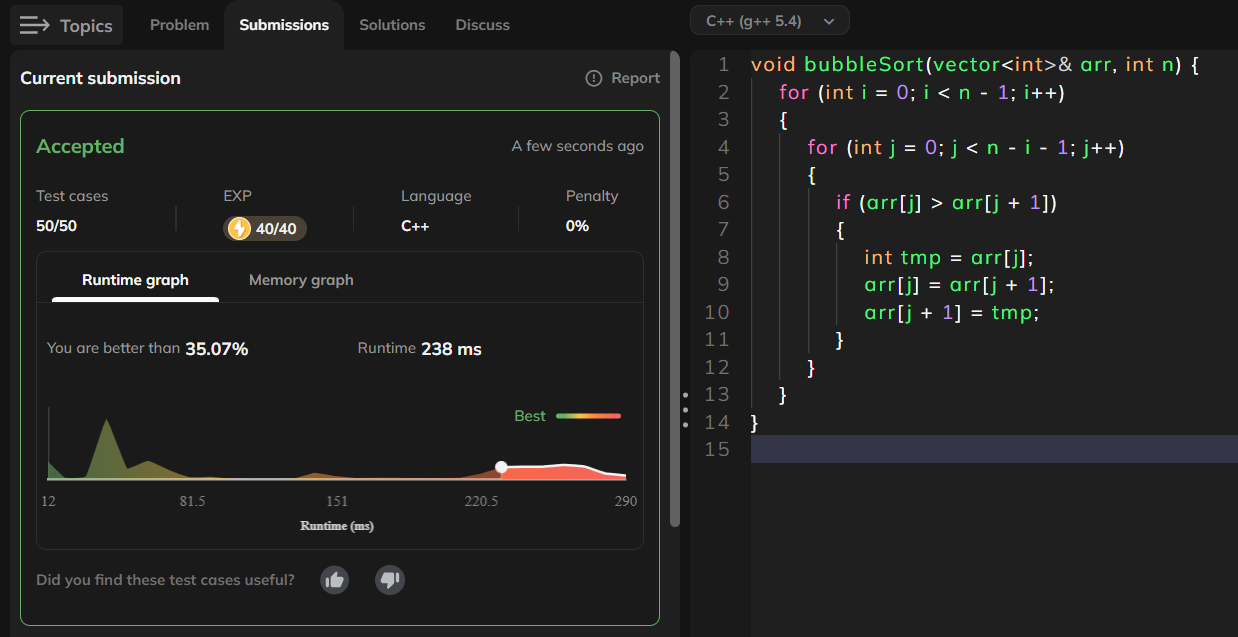 Topics
Problem
Submissions
Solutions
Discuss
C++ (g++ 5.4)
Current submission
Report
Accepted
A few seconds ago
Test cases
EXP
Language
Penalty
50/50
40/40
C++
0%
Runtime graph
Memory graph
You are better than 35.07%
Runtime 238 ms
Best
12 81.5 151 220.5 290
Runtime (ms)
Did you find these test cases useful?
1 void bubbleSort(vector<int>& arr, int n) {
2 for (int i = 0; i < n - 1; i++)
3 {
4 for (int j = 0; j < n - i - 1; j++)
5 {
6 if (arr[j] > arr[j + 1])
7 {
8 int tmp = arr[j];
9 arr[j] = arr[j + 1];
10 arr[j + 1] = tmp;
11 }
12 }
13 }
14 }
15